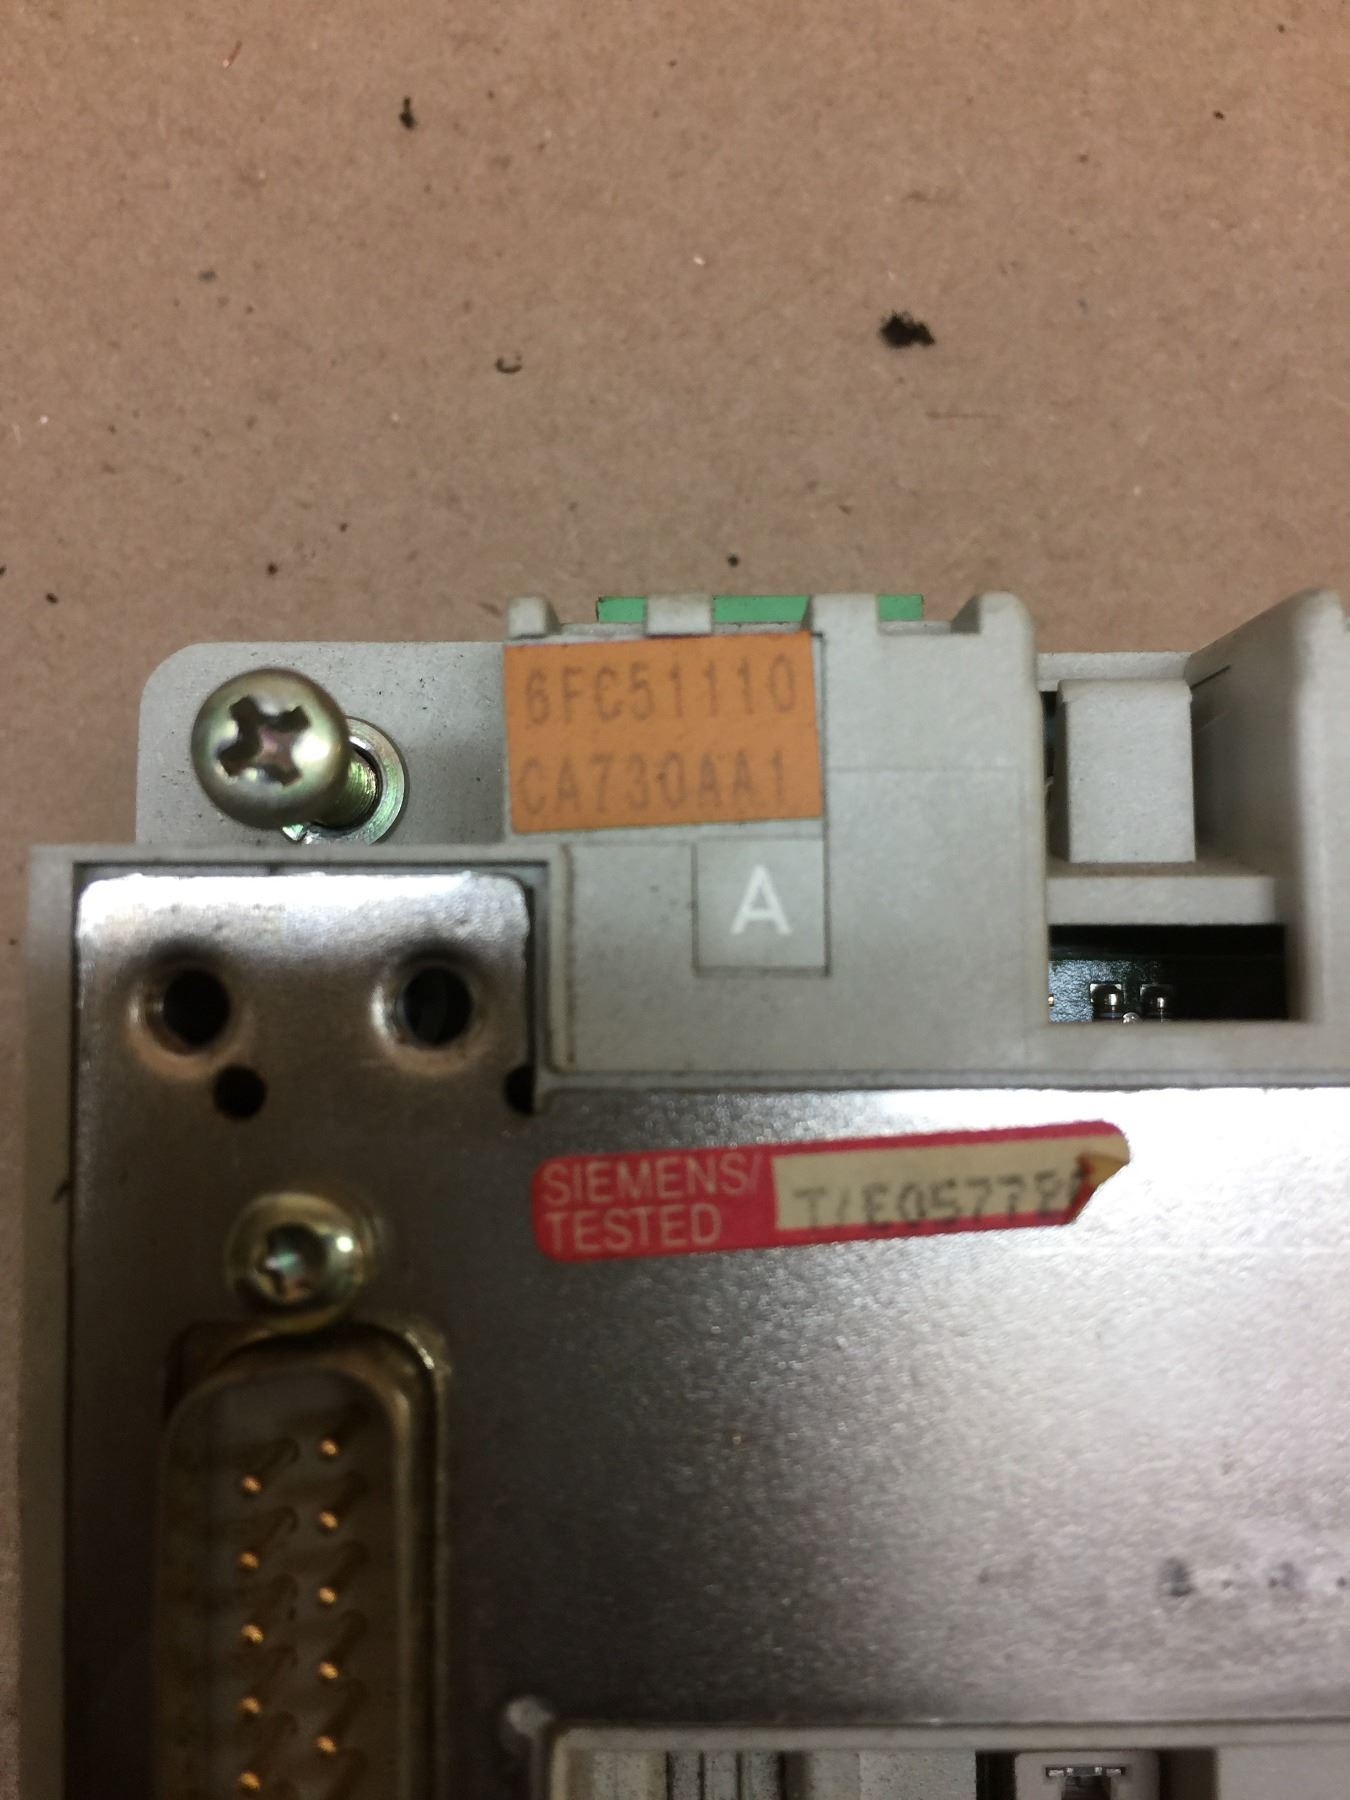 6FC51110
CA730AA1
A
SIEMENS/
TESTED